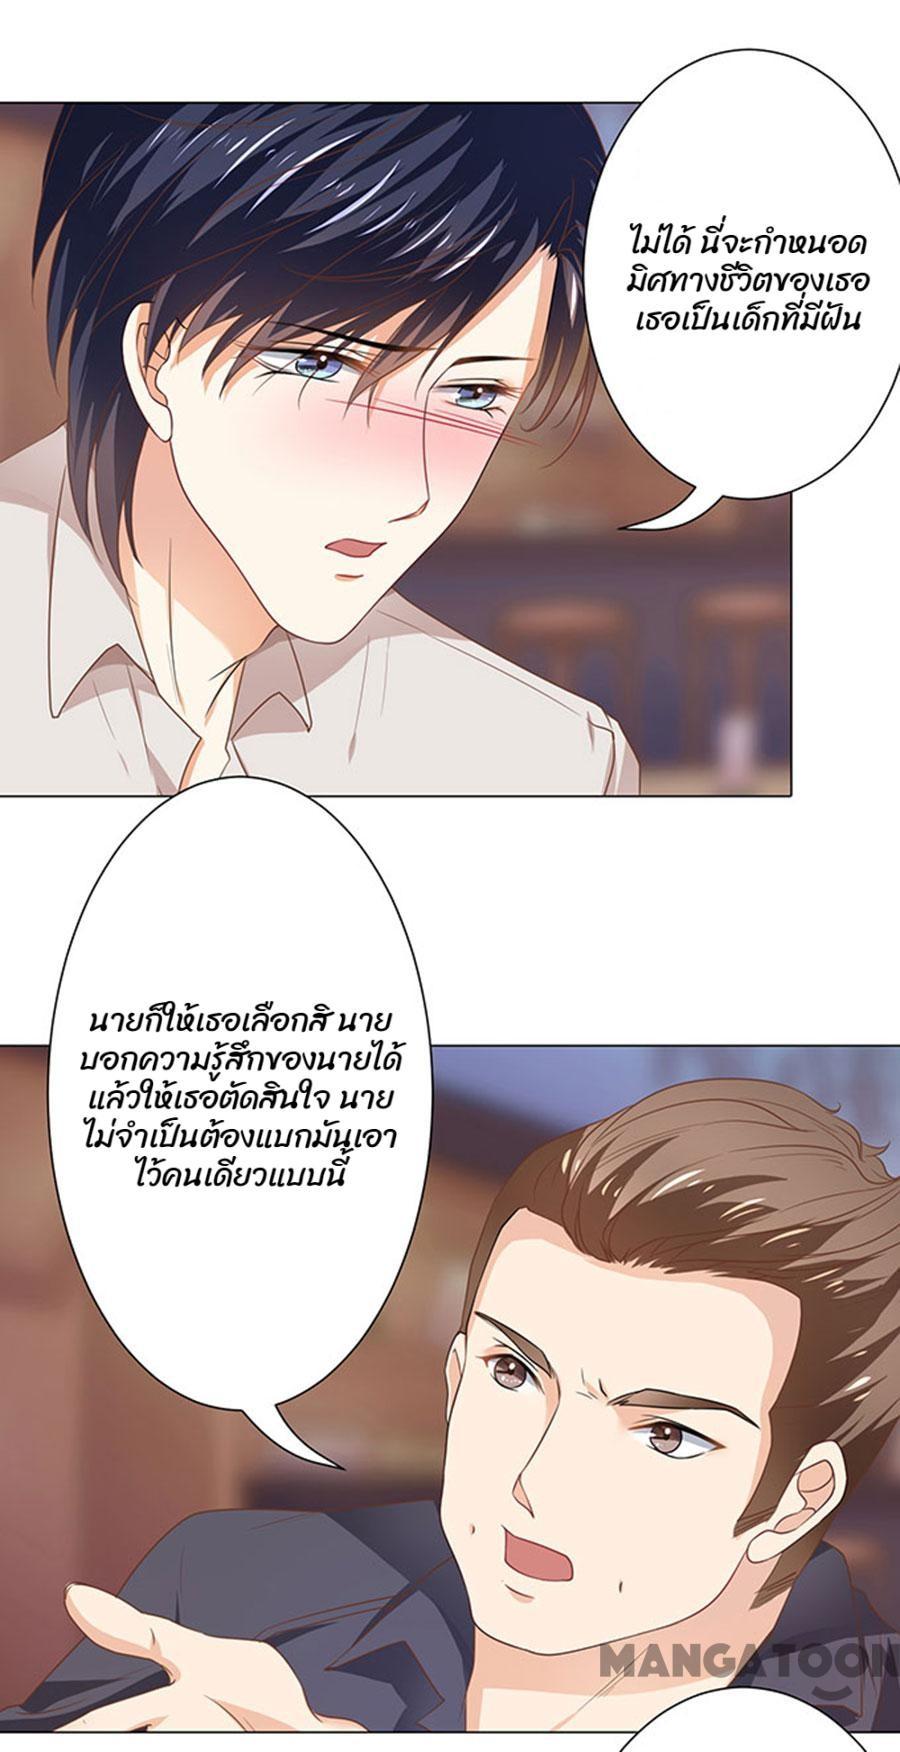 ไม่ได้ นี่จะกำหนอด
มิศทางชีวิตของเธอ
เธอเป็นเด็กที่มีฝัน
นายก็ให้เธอเลือกสิ นาย
บอกความรู้สึกของนายได้
แล้วให้เธอตัดสินใจ นาย
ไม่จำเป็นต้องแบกมันเอา
ไว้คนเดียวแบบนี้
MANGATOON